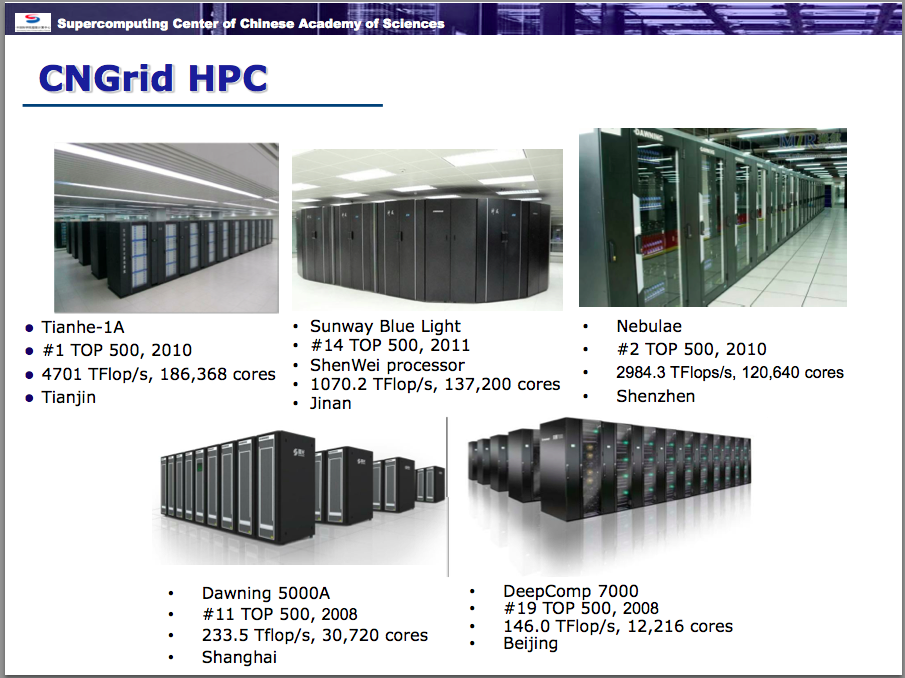 Supercomputing Center of Chinese Academy of Sciences
CNGrid HPC
DAWNING
• Tianhe-1A
• #1 TOP 500, 2010
• 4701 TFlop/s, 186,368 cores
• Tianjin
• Sunway Blue Light
• #14 TOP 500, 2011
• ShenWei processor
• 1070.2 TFlop/s, 137,200 cores
• Jinan
• Nebulae
• #2 TOP 500, 2010
• 2984.3 TFlops/s, 120,640 cores
• Shenzhen
• Dawning 5000A
• #11 TOP 500, 2008
• 233.5 Tflop/s, 30,720 cores
• Shanghai
• DeepComp 7000
• #19 TOP 500, 2008
• 146.0 TFlop/s, 12,216 cores
• Beijing